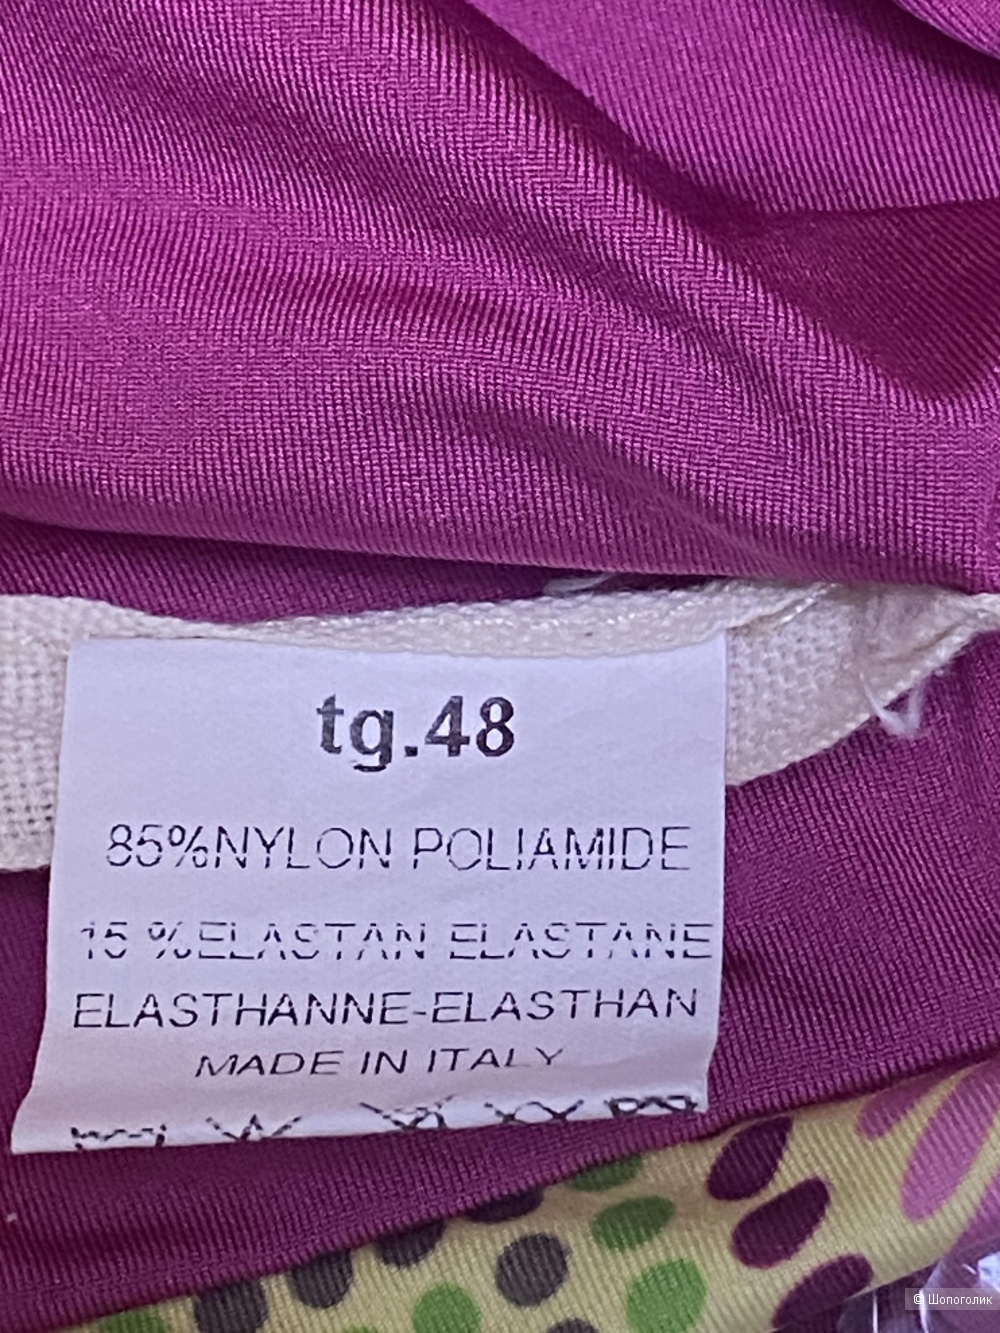 tg.48
85%NYLON POLIAMIDE
15 %ELASTAN ELASTANE
ELASTHANNE-ELASTHAN
MADE IN ITALY
© Шопоголик